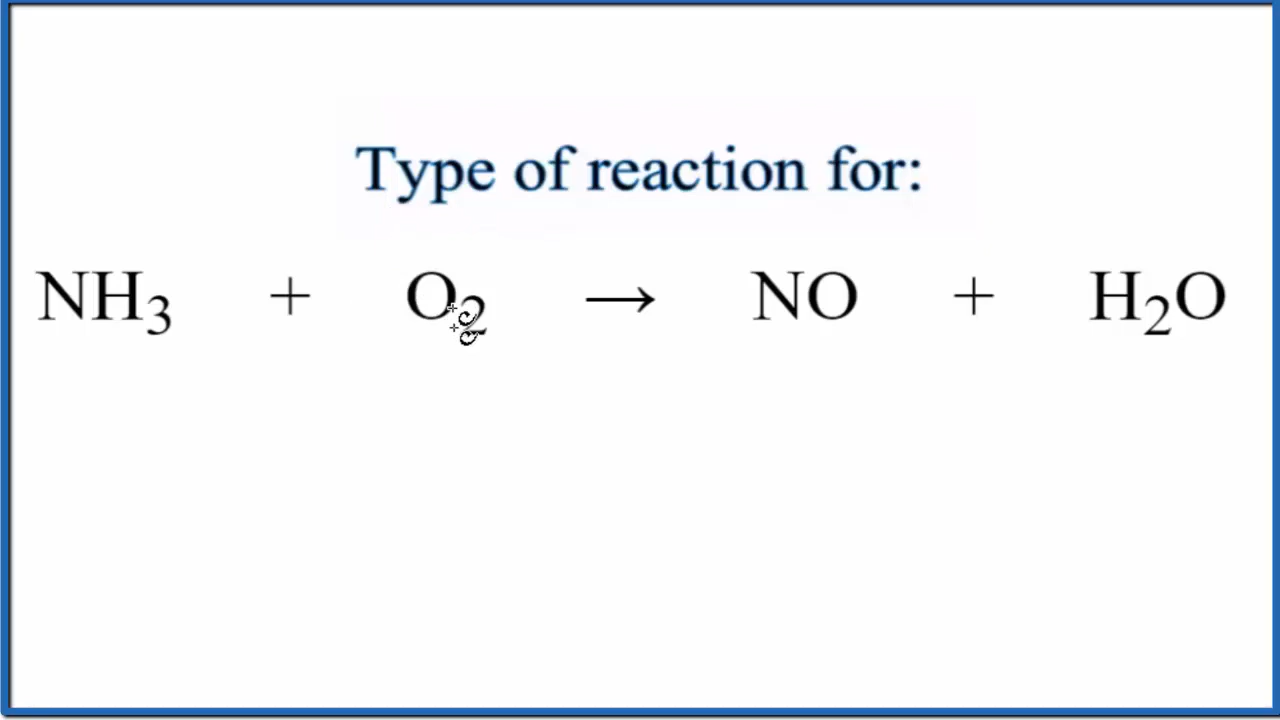 Type of reaction for:
NH₃ + O₂ → NO + H₂O